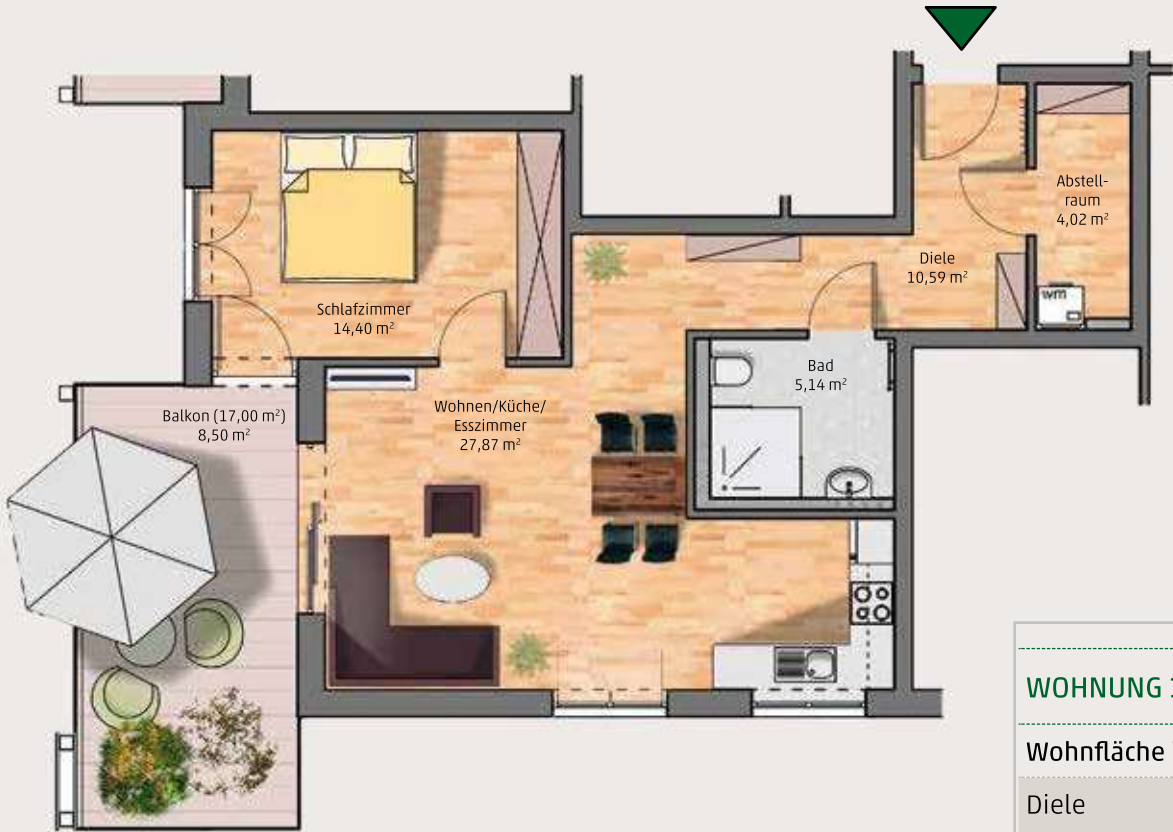 Abstell-
raum
4,02 m²
Diele
10,59 m²
wm
Schlafzimmer
14,40 m²
Bad
5,14 m²
Balkon (17,00 m²)
8,50 m²
Wohnen/Küche/
Esszimmer
27,87 m²
WOHNUNG
Wohnfläche
Diele